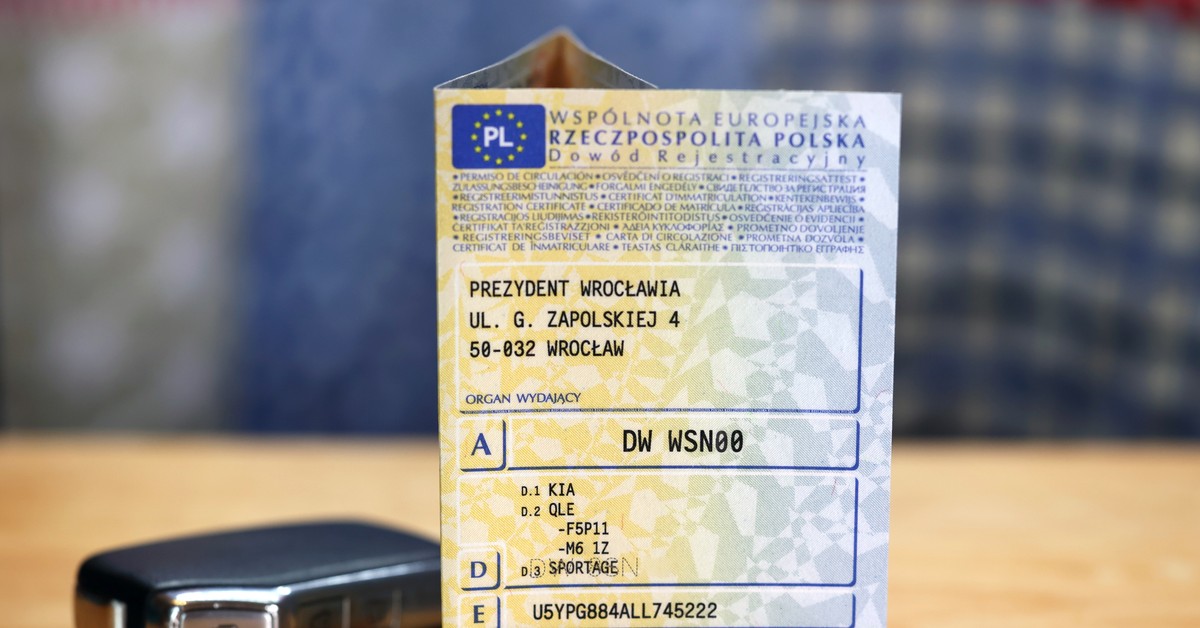 PL
WSPÓLNOTA EUROPEJSKA
RZECZPOSPOLITA POLSKA
Dowód Rejestracyjny
• PERMISO DE CIRCULACIÓN • OSVĚDČENÍ O REGISTRACI • REGISTRERINGSATTEST •
ZULASSUNGSBESCHEINIGUNG • FORGALMI ENGEDÉLY • СВИДЕТЕЛСТВО ЗА РЕГИСТРАЦИЯ
• REGISTREERIMISTUNNISTUS • CERTIFICAT D'IMMATRICULATION • KENTEKENBEWIJS •
REGISTRATION CERTIFICATE • CERTIFICADO DE MATRÍCULA • REĢISTRĀCIJAS APLIECĪBA
• REGISTRACIJOS LIUDIJIMAS • REKISTERÖINTITODISTUS • OSVEDČENIE O EVIDENCII •
ĊERTIFIKAT TA'REĠISTRAZZJONI • ΑΔΕΙΑ ΚΥΚΛΟΦΟΡΙΑΣ • PROMETNO DOVOLJENJE
• REGISTRERINGSBEVISET • CARTA DI CIRCOLAZIONE • PROMETNA DOZVOLA •
CERTIFICAT DE ÎNMATRICULARE • TEASTAS CLÁRAITHE • ΠΙΣΤΟΠΟΙΗΤΙΚΟ ΕΓΓΡΑΦΗΣ
PREZYDENT WROCŁAWIA
UL. G. ZAPOLSKIEJ 4
50-032 WROCŁAW
ORGAN WYDAJĄCY
A DW WSN00
D.1 KIA
D.2 QLE
-F5P11
-M6 1Z
D D.3 SPORTAGE
E U5YPG884ALL745222